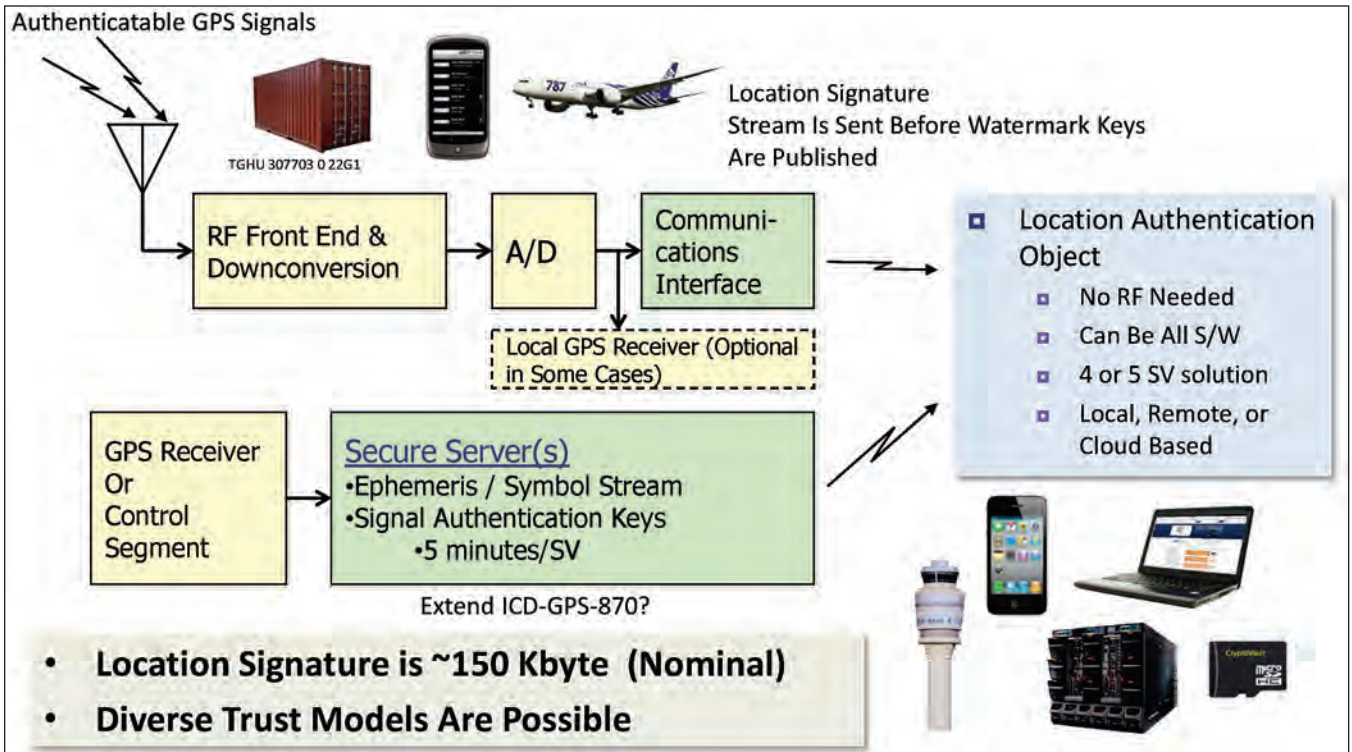 Authenticatable GPS Signals
787
TGHU 307703 0 22G1
Location Signature
Stream Is Sent Before Watermark Keys
Are Published
RF Front End &
Downconversion
A/D
Communi-
cations
Interface
Local GPS Receiver (Optional
in Some Cases)
Location Authentication
Object
No RF Needed
Can Be All S/W
4 or 5 SV solution
Local, Remote, or
Cloud Based
GPS Receiver
Or
Control
Segment
Secure Server(s)
•Ephemeris / Symbol Stream
•Signal Authentication Keys
•5 minutes/SV
Extend ICD-GPS-870?
• Location Signature is ~150 Kbyte (Nominal)
• Diverse Trust Models Are Possible
CryptoVault
micro